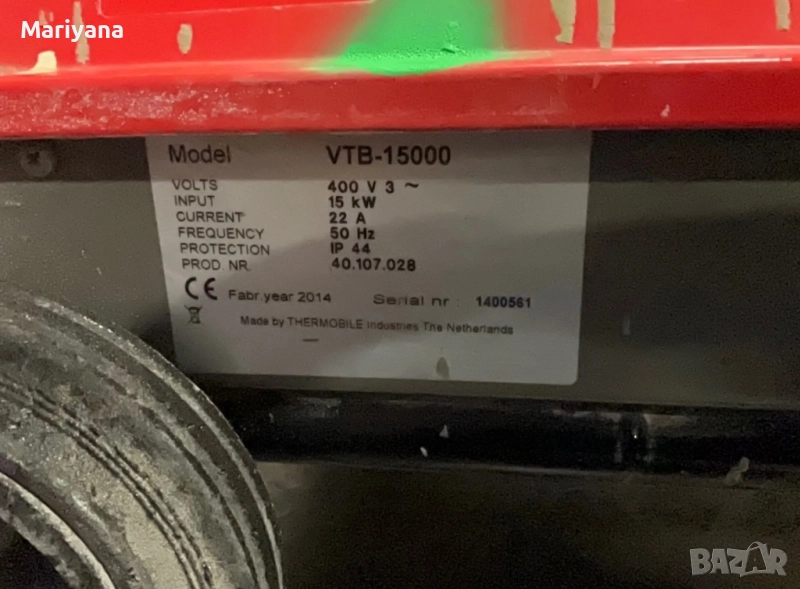 Mariyana
Model VTB-15000
VOLTS 400 V 3 ~
INPUT 15 kW
CURRENT 22 A
FREQUENCY 50 Hz
PROTECTION IP 44
PROD. NR. 40.107.028
CE Fabr.year 2014 Serial nr : 1400561
Made by THERMOBILE Industries The Netherlands
BAZAR